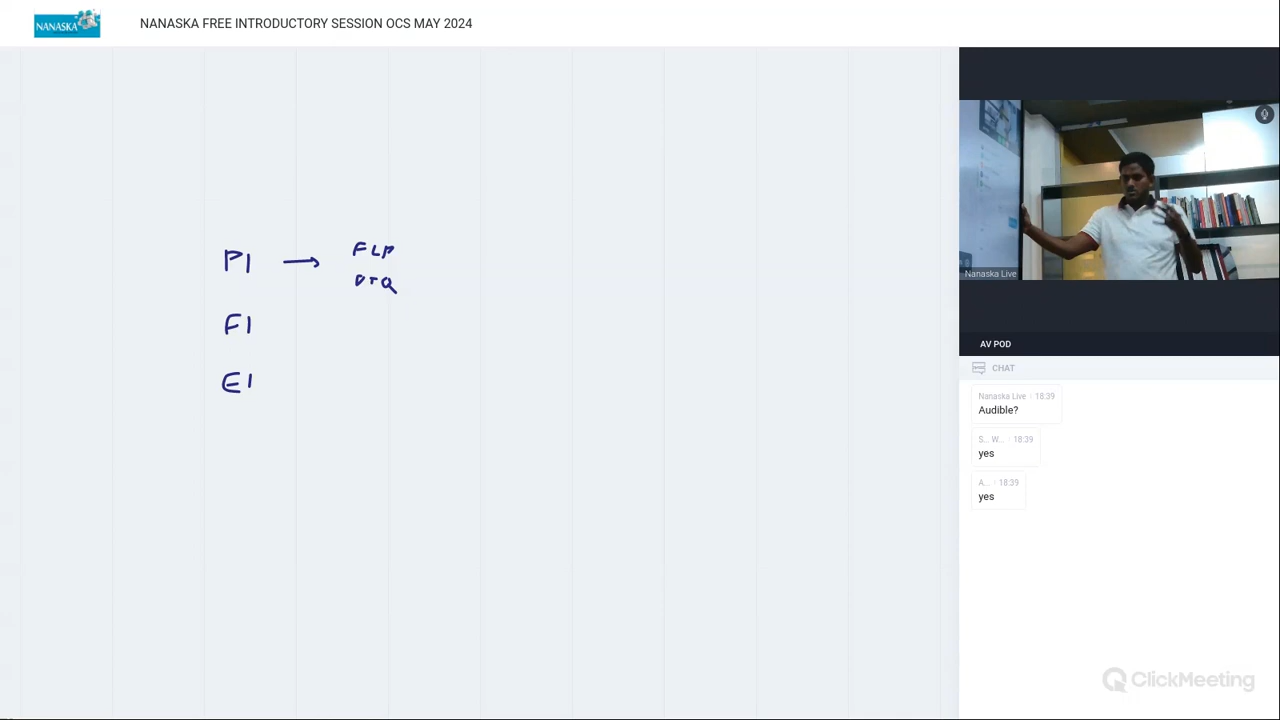 NANASKA
NANASKA FREE INTRODUCTORY SESSION OCS MAY 2024
P1 → FLP
OTQ
F1
E1
Nanaska Live
AV POD
CHAT
Nanaska Live 18:39
Audible?
S... W... 18:39
yes
A... 18:39
yes
ClickMeeting